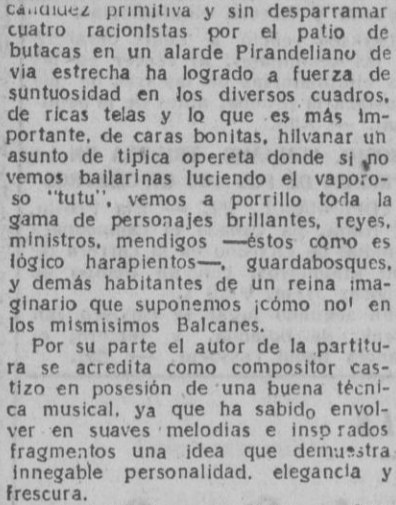 candidez primitiva y sin desparramar
cuatro racionistas por el patio de
butacas en un alarde Pirandeliano de
via estrecha ha logrado a fuerza de
suntuosidad en los diversos cuadros,
de ricas telas y lo que es más im-
portante, de caras bonitas, hilvanar un
asunto de tipica opereta donde si no
vemos bailarinas luciendo el vaporo-
so "tutu", vemos a porrillo toda la
gama de personajes brillantes, reyes,
ministros, mendigos —éstos como es
lógico harapientos—, guardabosques,
y demás habitantes de un reina ima-
ginario que suponemos ¡cómo no! en
los mismisimos Balcanes.
Por su parte el autor de la partitu-
ra se acredita como compositor cas-
tizo en posesión de una buena técni-
ca musical, ya que ha sabido envol-
ver en suaves melodias e insp rados
fragmentos una idea que demuestra
innegable personalidad, elegancia y
frescura.